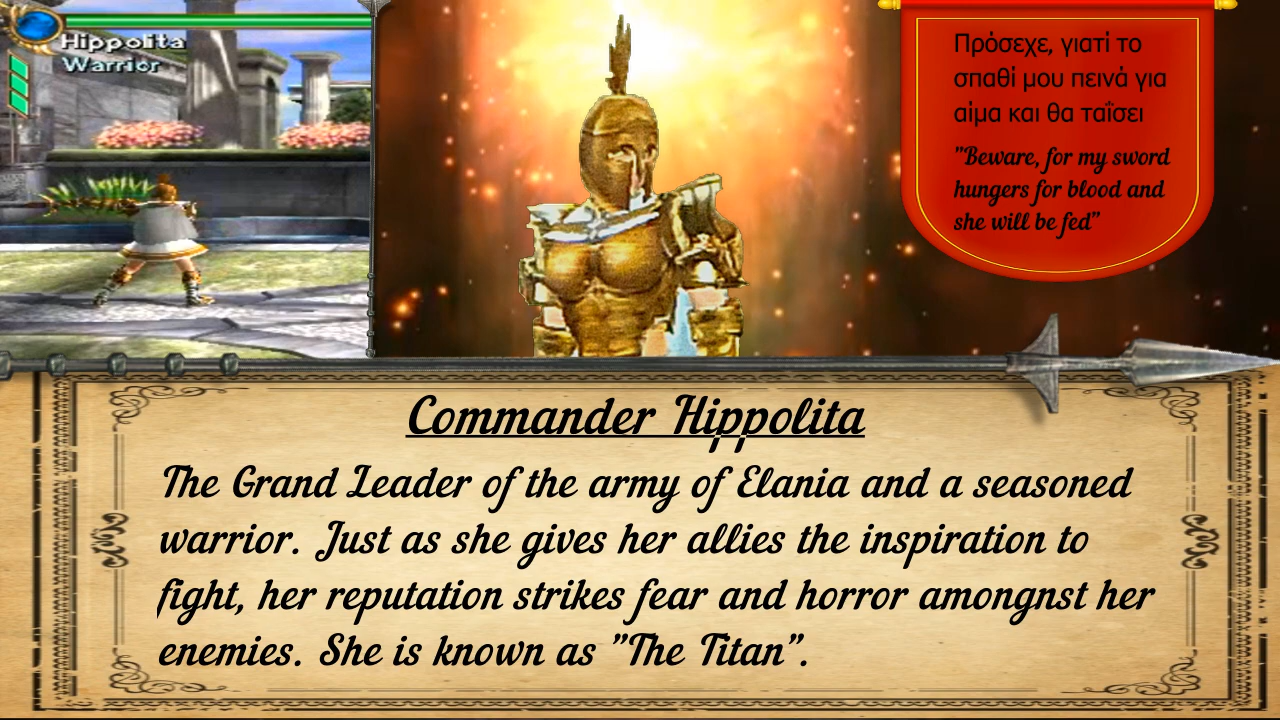 Hippolita
Warrior
Πρόσεχε, γιατί το
σπαθί μου πεινά για
αίμα και θα ταΐσει
"Beware, for my sword
hungers for blood and
she will be fed"
Commander Hippolita
The Grand Leader of the army of Elania and a seasoned
warrior. Just as she gives her allies the inspiration to
fight, her reputation strikes fear and horror amongnst her
enemies. She is known as "The Titan".